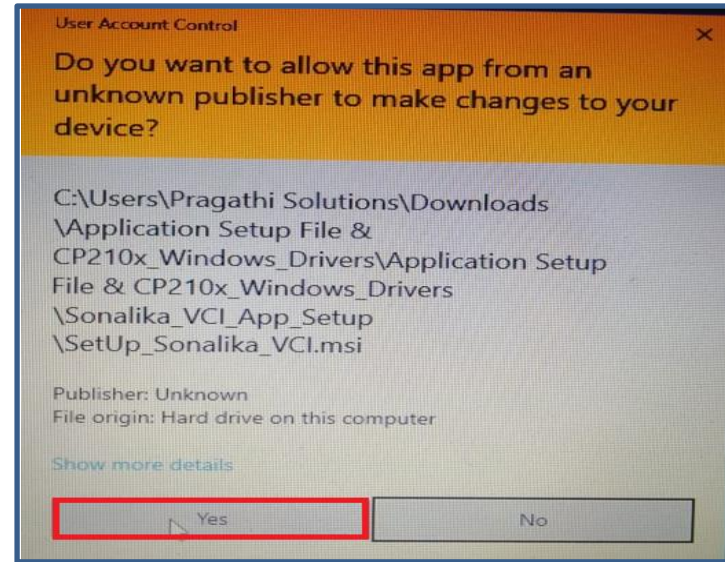 User Account Control
Do you want to allow this app from an
unknown publisher to make changes to your
device?
C:\Users\Pragathi Solutions\Downloads
\Application Setup File &
CP210x_Windows_Drivers\Application Setup
File & CP210x_Windows_Drivers
\Sonalika_VCI_App_Setup
\SetUp_Sonalika_VCI.msi
Publisher: Unknown
File origin: Hard drive on this computer
Show more details
Yes
No